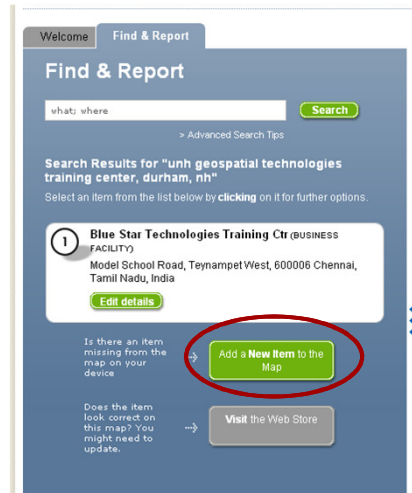 Welcome
Find & Report
Find & Report
what; where
Search
> Advanced Search Tips
Search Results for "unh geospatial technologies
training center, durham, nh"
Select an item from the list below by clicking on it for further options.
1
Blue Star Technologies Training Ctr (BUSINESS
FACILITY)
Model School Road, Teynampet West, 600006 Chennai,
Tamil Nadu, India
Edit details
Is there an item
missing from the
map on your
device
Add a New Item to the
Map
Does the item
look correct on
this map? You
might need to
update.
Visit the Web Store